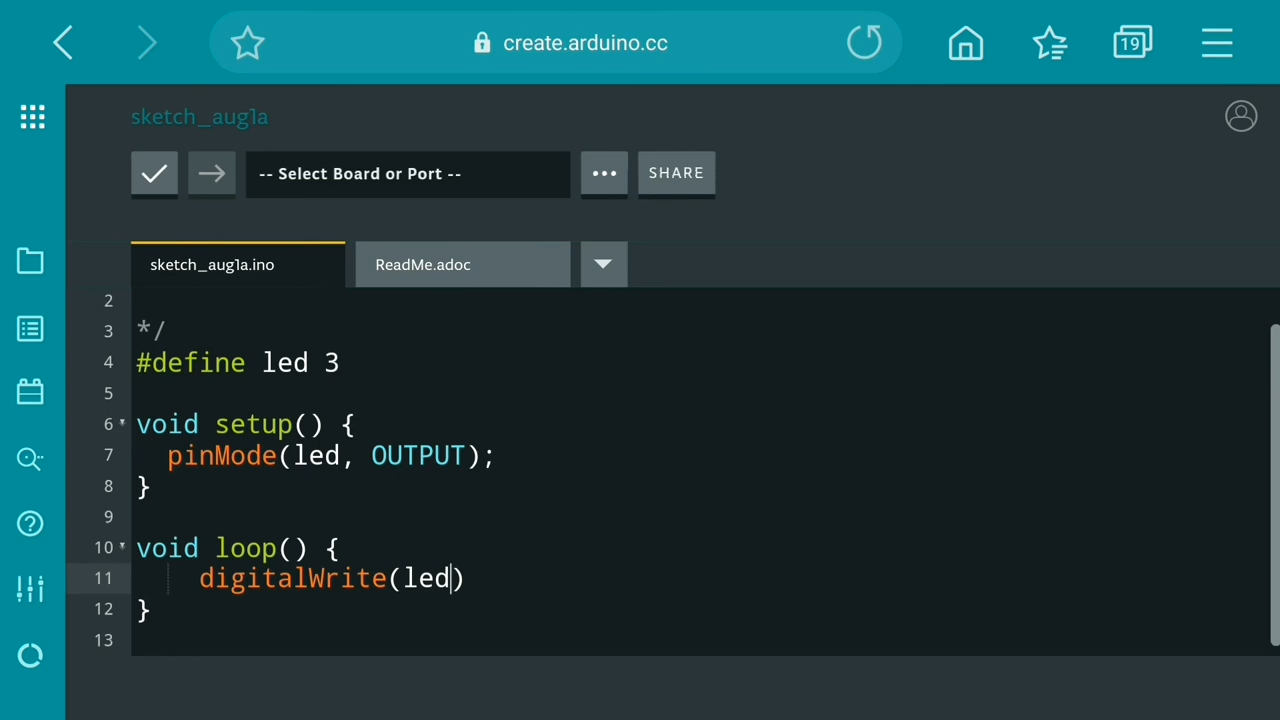 create.arduino.cc
19
sketch_aug1a
-- Select Board or Port --
SHARE
sketch_aug1a.ino
ReadMe.adoc
2
3 */
4 #define led 3
5
6 void setup() {
7 pinMode(led, OUTPUT);
8 }
9
10 void loop() {
11 digitalWrite(led)
12 }
13